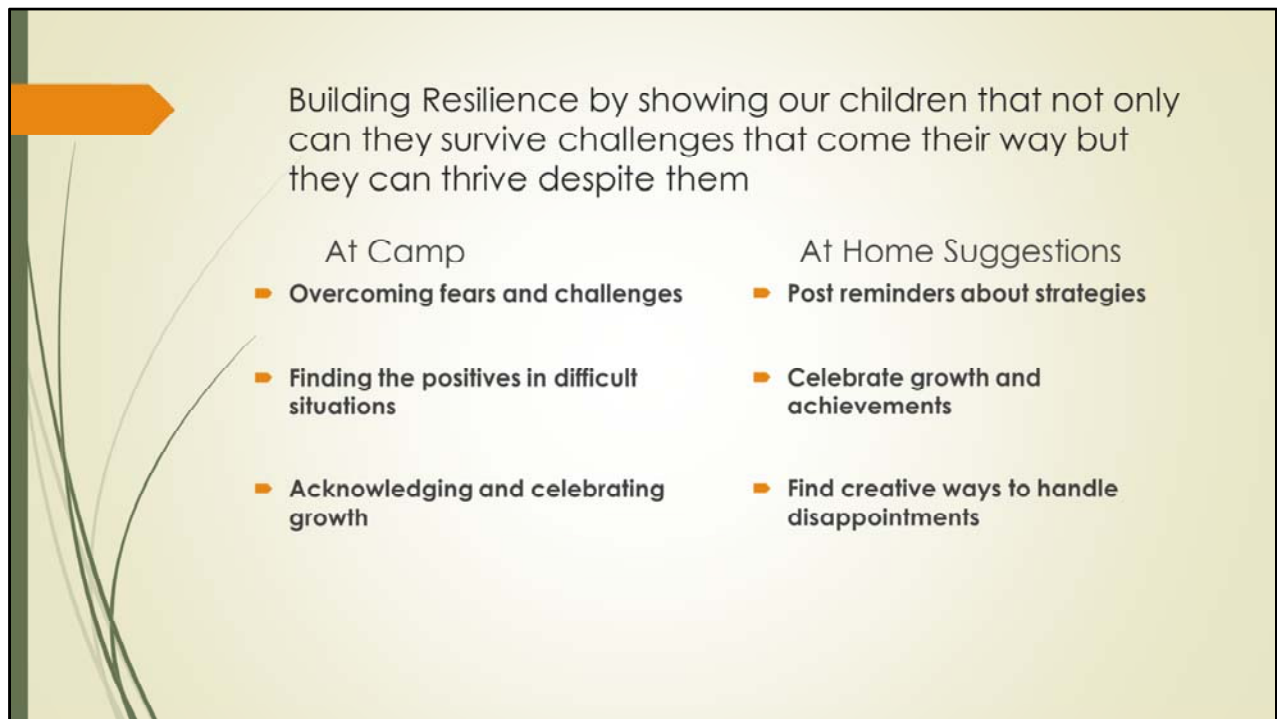 Building Resilience by showing our children that not only
can they survive challenges that come their way but
they can thrive despite them
At Camp
Overcoming fears and challenges
Finding the positives in difficult
situations
Acknowledging and celebrating
growth
At Home Suggestions
Post reminders about strategies
Celebrate growth and
achievements
Find creative ways to handle
disappointments